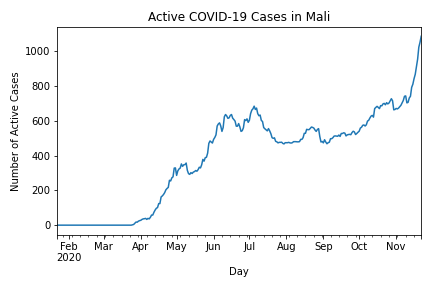 Active COVID-19 Cases in Mali
Number of Active Cases
1000
800
600
400
200
0
Feb Mar Apr May Jun Jul Aug Sep Oct Nov
2020
Day